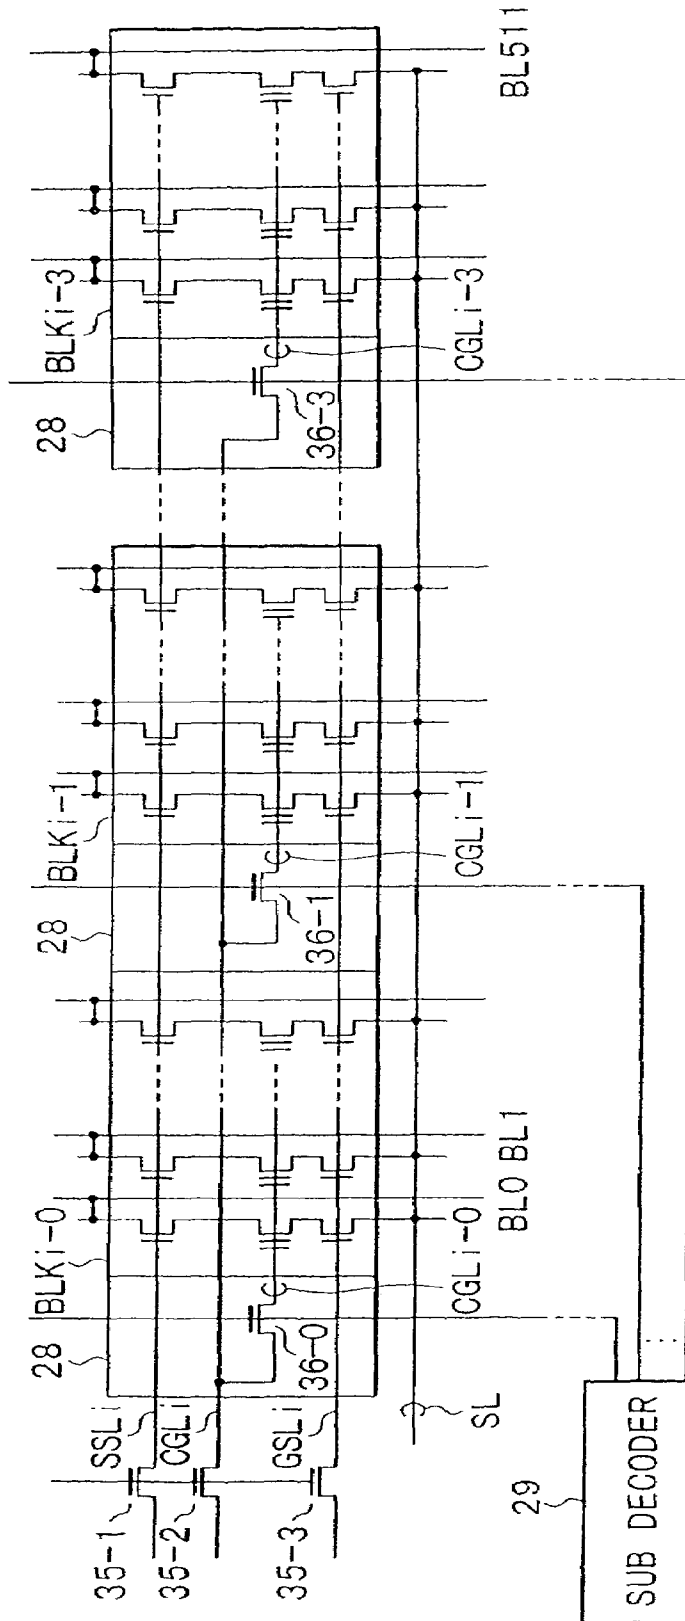 28
BLKi-0
28
BLKi-1
28
BLKi-3
35-1
SSLi
35-2
CGLi
35-3
GSLi
36-0
36-1
36-3
CGLi-0
BL0 BL1
CGLi-1
CGLi-3
BL511
SL
29
SUB DECODER